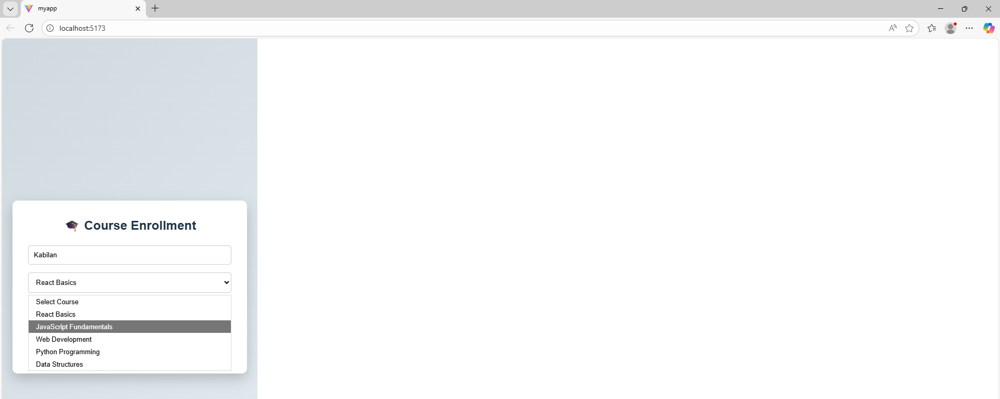 myapp
localhost:5173
🎓 Course Enrollment
Kabilan
React Basics
Select Course
React Basics
JavaScript Fundamentals
Web Development
Python Programming
Data Structures